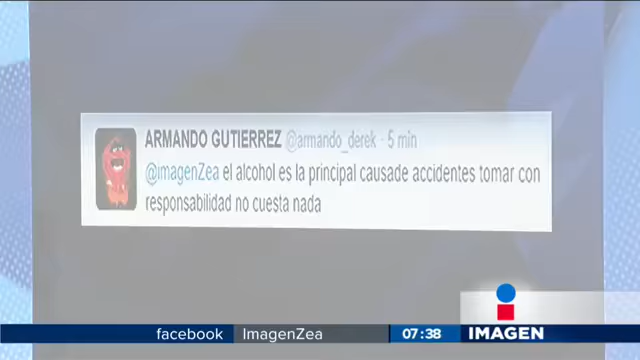 ARMANDO GUTIERREZ @armando_derek · 5 min
@imagenZea el alcohol es la principal causade accidentes tomar con
responsabilidad no cuesta nada
IMAGEN
facebook ImagenZea 07:38